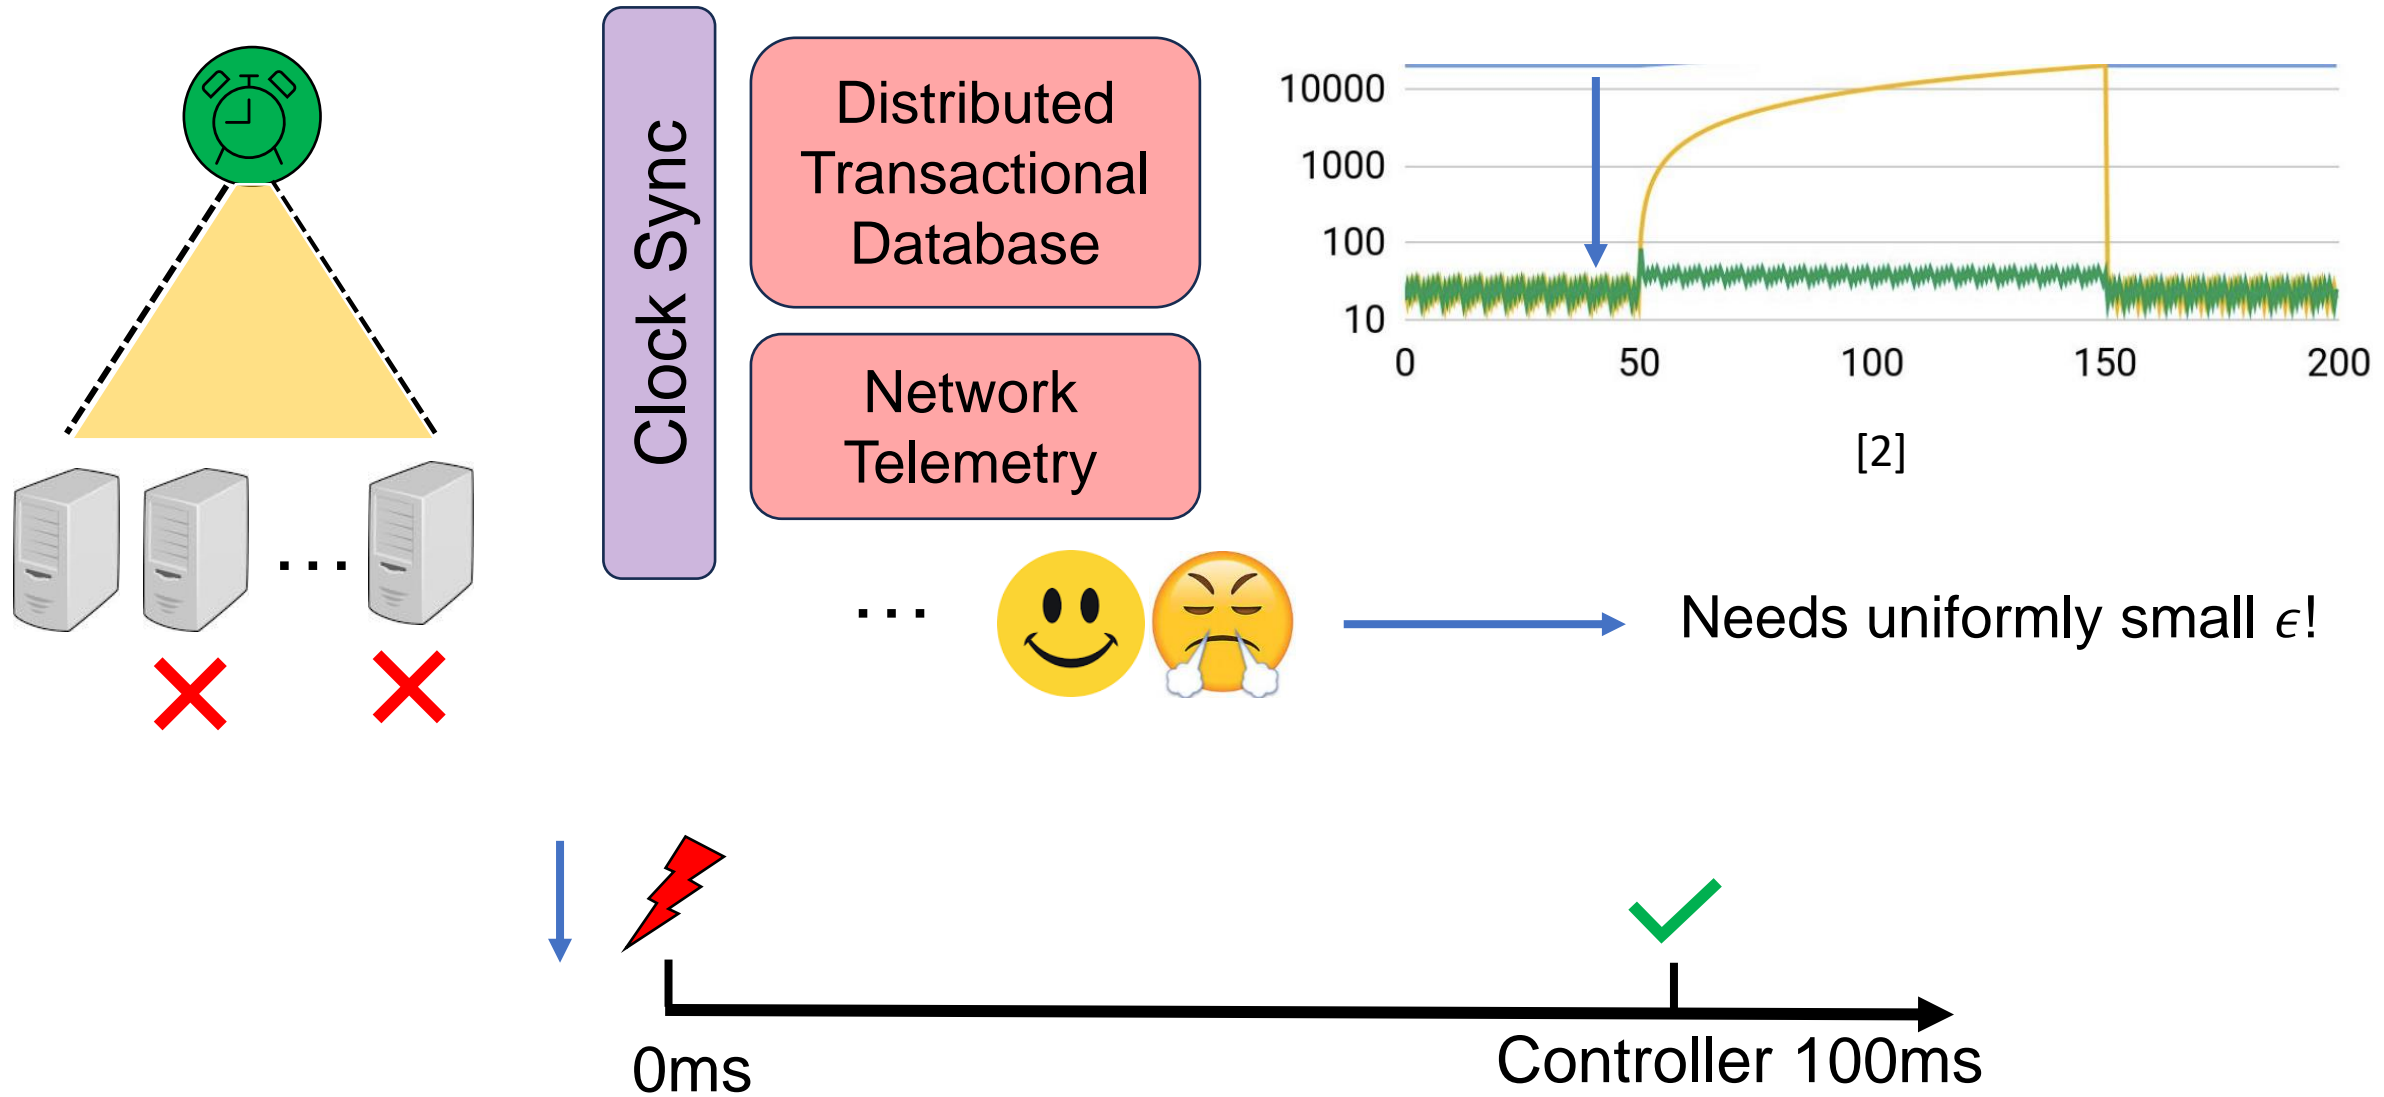 Clock Sync
Distributed
Transactional
Database
Network
Telemetry
...
...
10000
1000
100
10
0 50 100 150 200
[2]
Needs uniformly small ϵ!
0ms
Controller 100ms